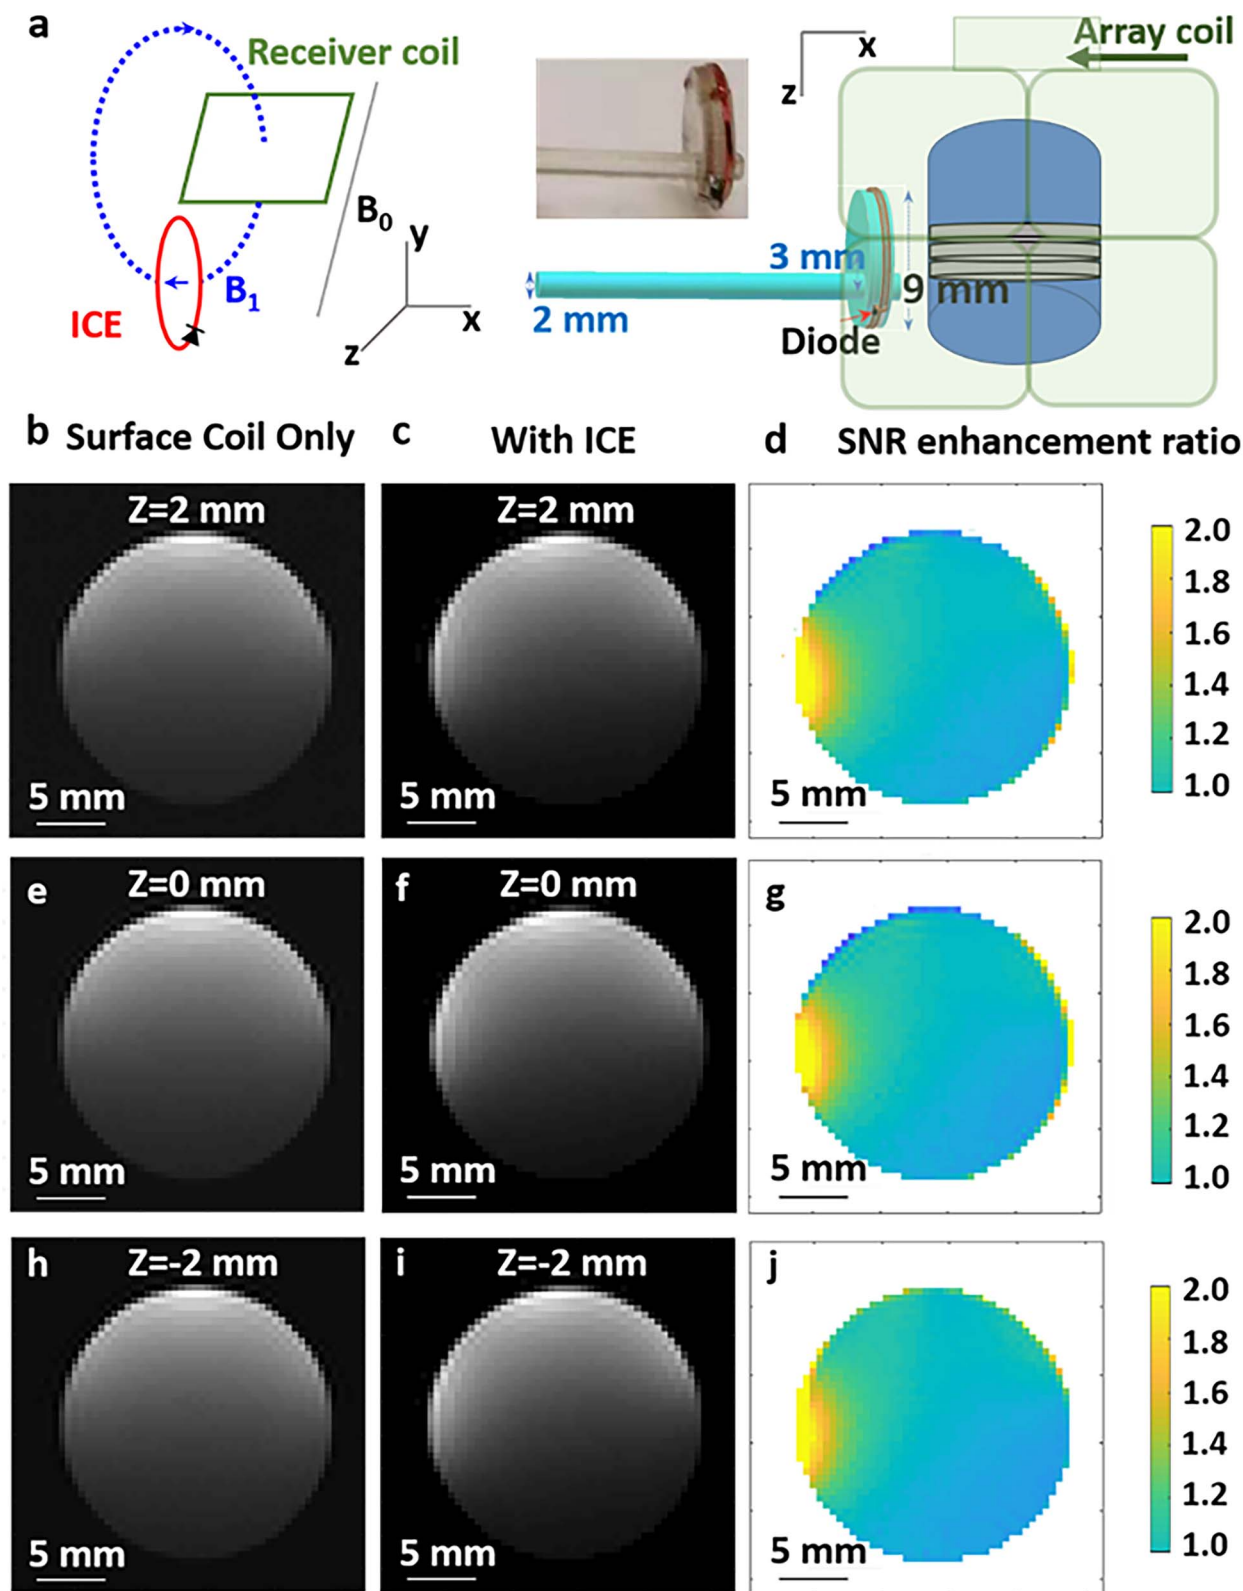 a
Receiver coil
B0
y
x
z
ICE
B1
x
z
Array coil
3 mm
9 mm
2 mm
Diode
b Surface Coil Only
c With ICE
d SNR enhancement ratio
Z=2 mm
5 mm
Z=2 mm
5 mm
5 mm
2.0
1.8
1.6
1.4
1.2
1.0
e Z=0 mm
5 mm
f Z=0 mm
5 mm
g
5 mm
2.0
1.8
1.6
1.4
1.2
1.0
h Z=-2 mm
5 mm
i Z=-2 mm
5 mm
j
5 mm
2.0
1.8
1.6
1.4
1.2
1.0